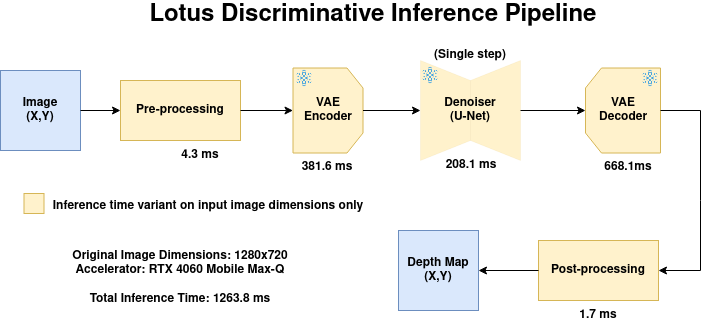 Lotus Discriminative Inference Pipeline
(Single step)
Image
(X,Y)
Pre-processing
VAE
Encoder
Denoiser
(U-Net)
VAE
Decoder
4.3 ms
381.6 ms
208.1 ms
668.1ms
Inference time variant on input image dimensions only
Original Image Dimensions: 1280x720
Accelerator: RTX 4060 Mobile Max-Q
Total Inference Time: 1263.8 ms
Depth Map
(X,Y)
Post-processing
1.7 ms